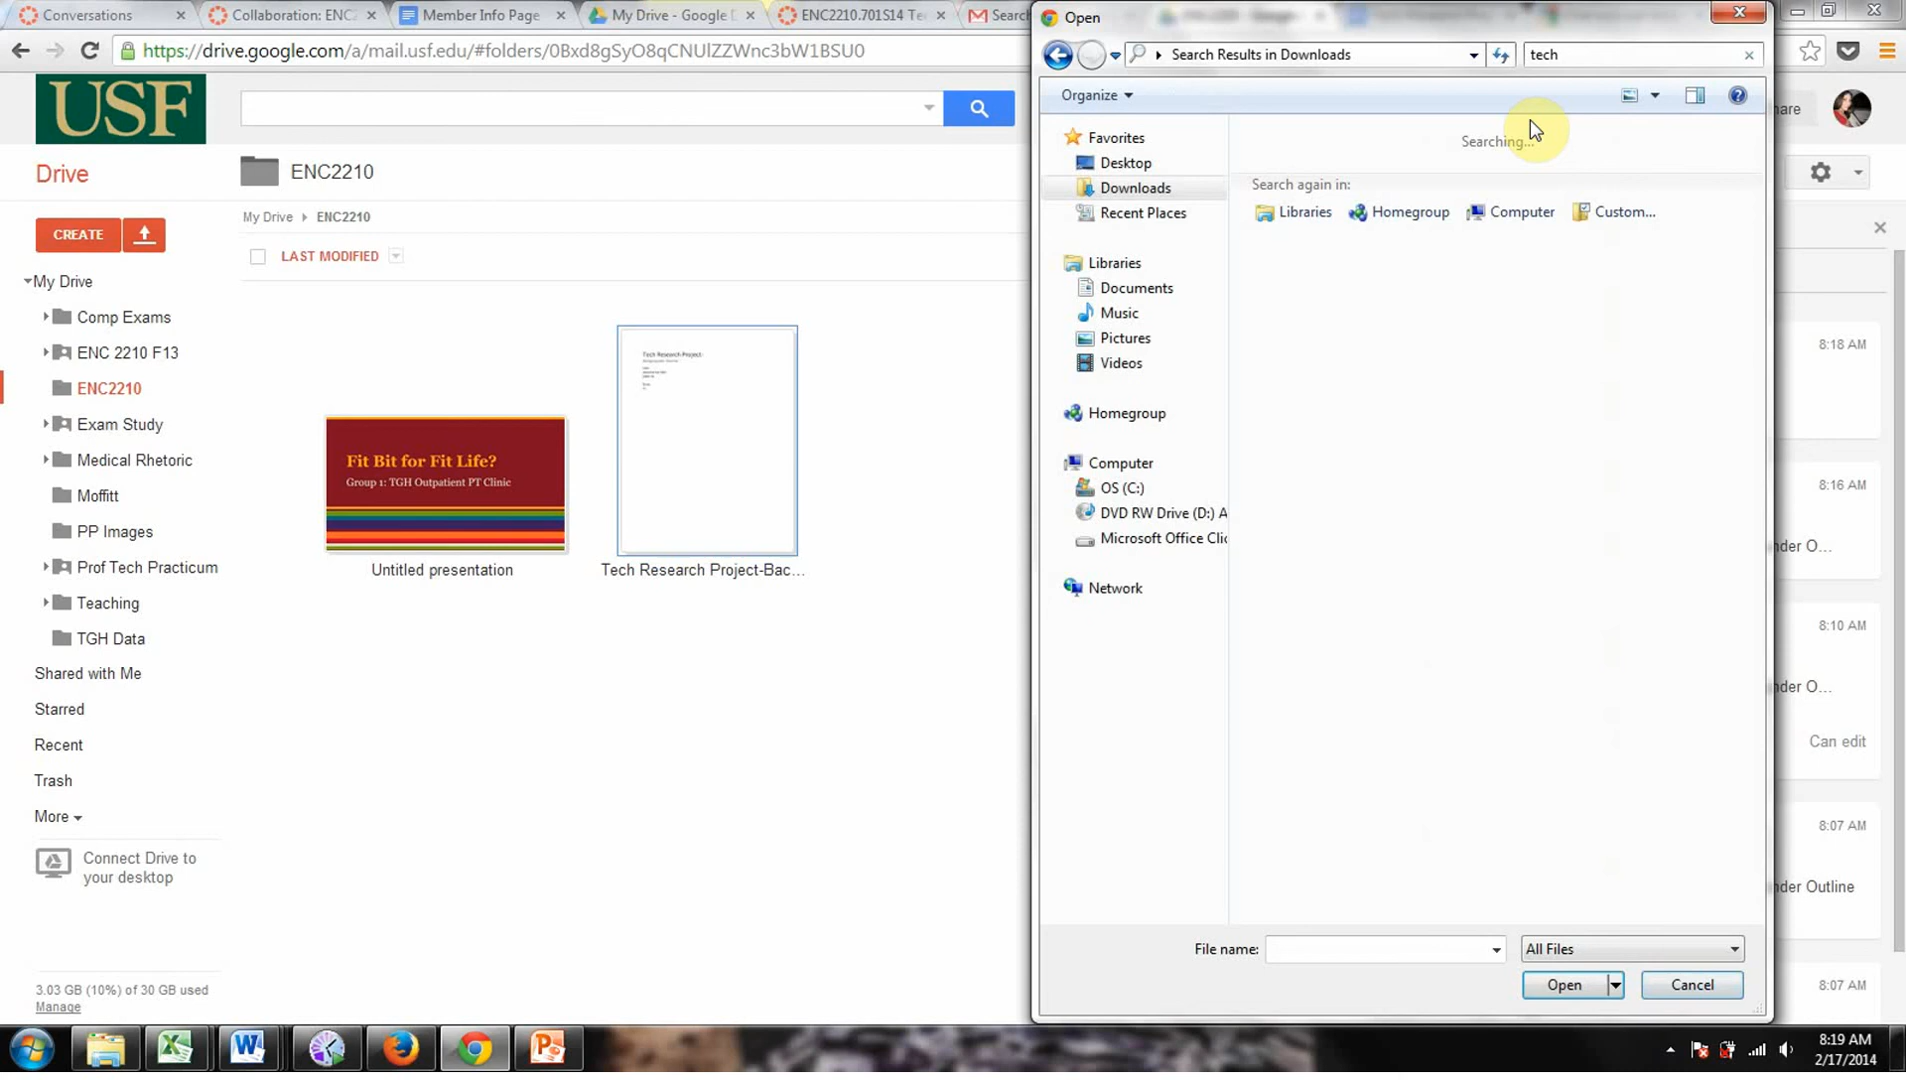 Conversations
Collaboration: ENC2
Member Info Page
My Drive - Google D
ENC2210.701S14 Te
Search
https://drive.google.com/a/mail.usf.edu/#folders/0Bxd8gSyO8qCNUlZZWnc3bW1BSU0
USF
Drive
ENC2210
My Drive
ENC2210
CREATE
LAST MODIFIED
My Drive
Comp Exams
ENC 2210 F13
ENC2210
Exam Study
Medical Rhetoric
Moffitt
PP Images
Prof Tech Practicum
Teaching
TGH Data
Shared with Me
Starred
Recent
Trash
More
Connect Drive to
your desktop
3.03 GB (10%) of 30 GB used
Manage
Fit Bit for Fit Life?
Group 1: TGH Outpatient PT Clinic
Untitled presentation
Tech Research Project-
Tech Research Project-Bac...
Open
Search Results in Downloads
tech
Organize
Searching...
Search again in:
Libraries
Homegroup
Computer
Custom...
Favorites
Desktop
Downloads
Recent Places
Libraries
Documents
Music
Pictures
Videos
Homegroup
Computer
OS (C:)
DVD RW Drive (D:) A
Microsoft Office Clic
Network
File name:
All Files
Open
Cancel
hare
8:18 AM
8:16 AM
nder O...
8:10 AM
nder O...
Can edit
8:07 AM
nder Outline
8:07 AM
8:19 AM
2/17/2014